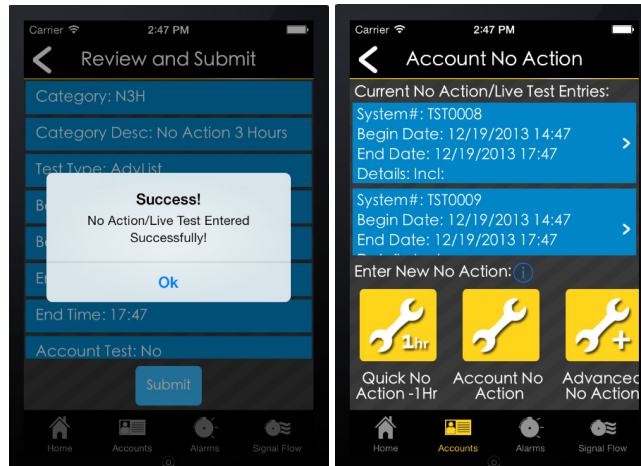 Carrier 2:47 PM
Review and Submit
Category: N3H
Category Desc: No Action 3 Hours
Test Type: AdvList
Success!
No Action/Live Test Entered
Successfully!
Ok
End Time: 17:47
Account Test: No
Submit
Home Accounts Alarms Signal Flow
Carrier 2:47 PM
Account No Action
Current No Action/Live Test Entries:
System#: TST0008
Begin Date: 12/19/2013 14:47
End Date: 12/19/2013 17:47
Details: Incl:
System#: TST0009
Begin Date: 12/19/2013 14:47
End Date: 12/19/2013 17:47
Enter New No Action:
1hr
Quick No Account No Advanced
Action -1Hr Action No Action
Home Accounts Alarms Signal Flow